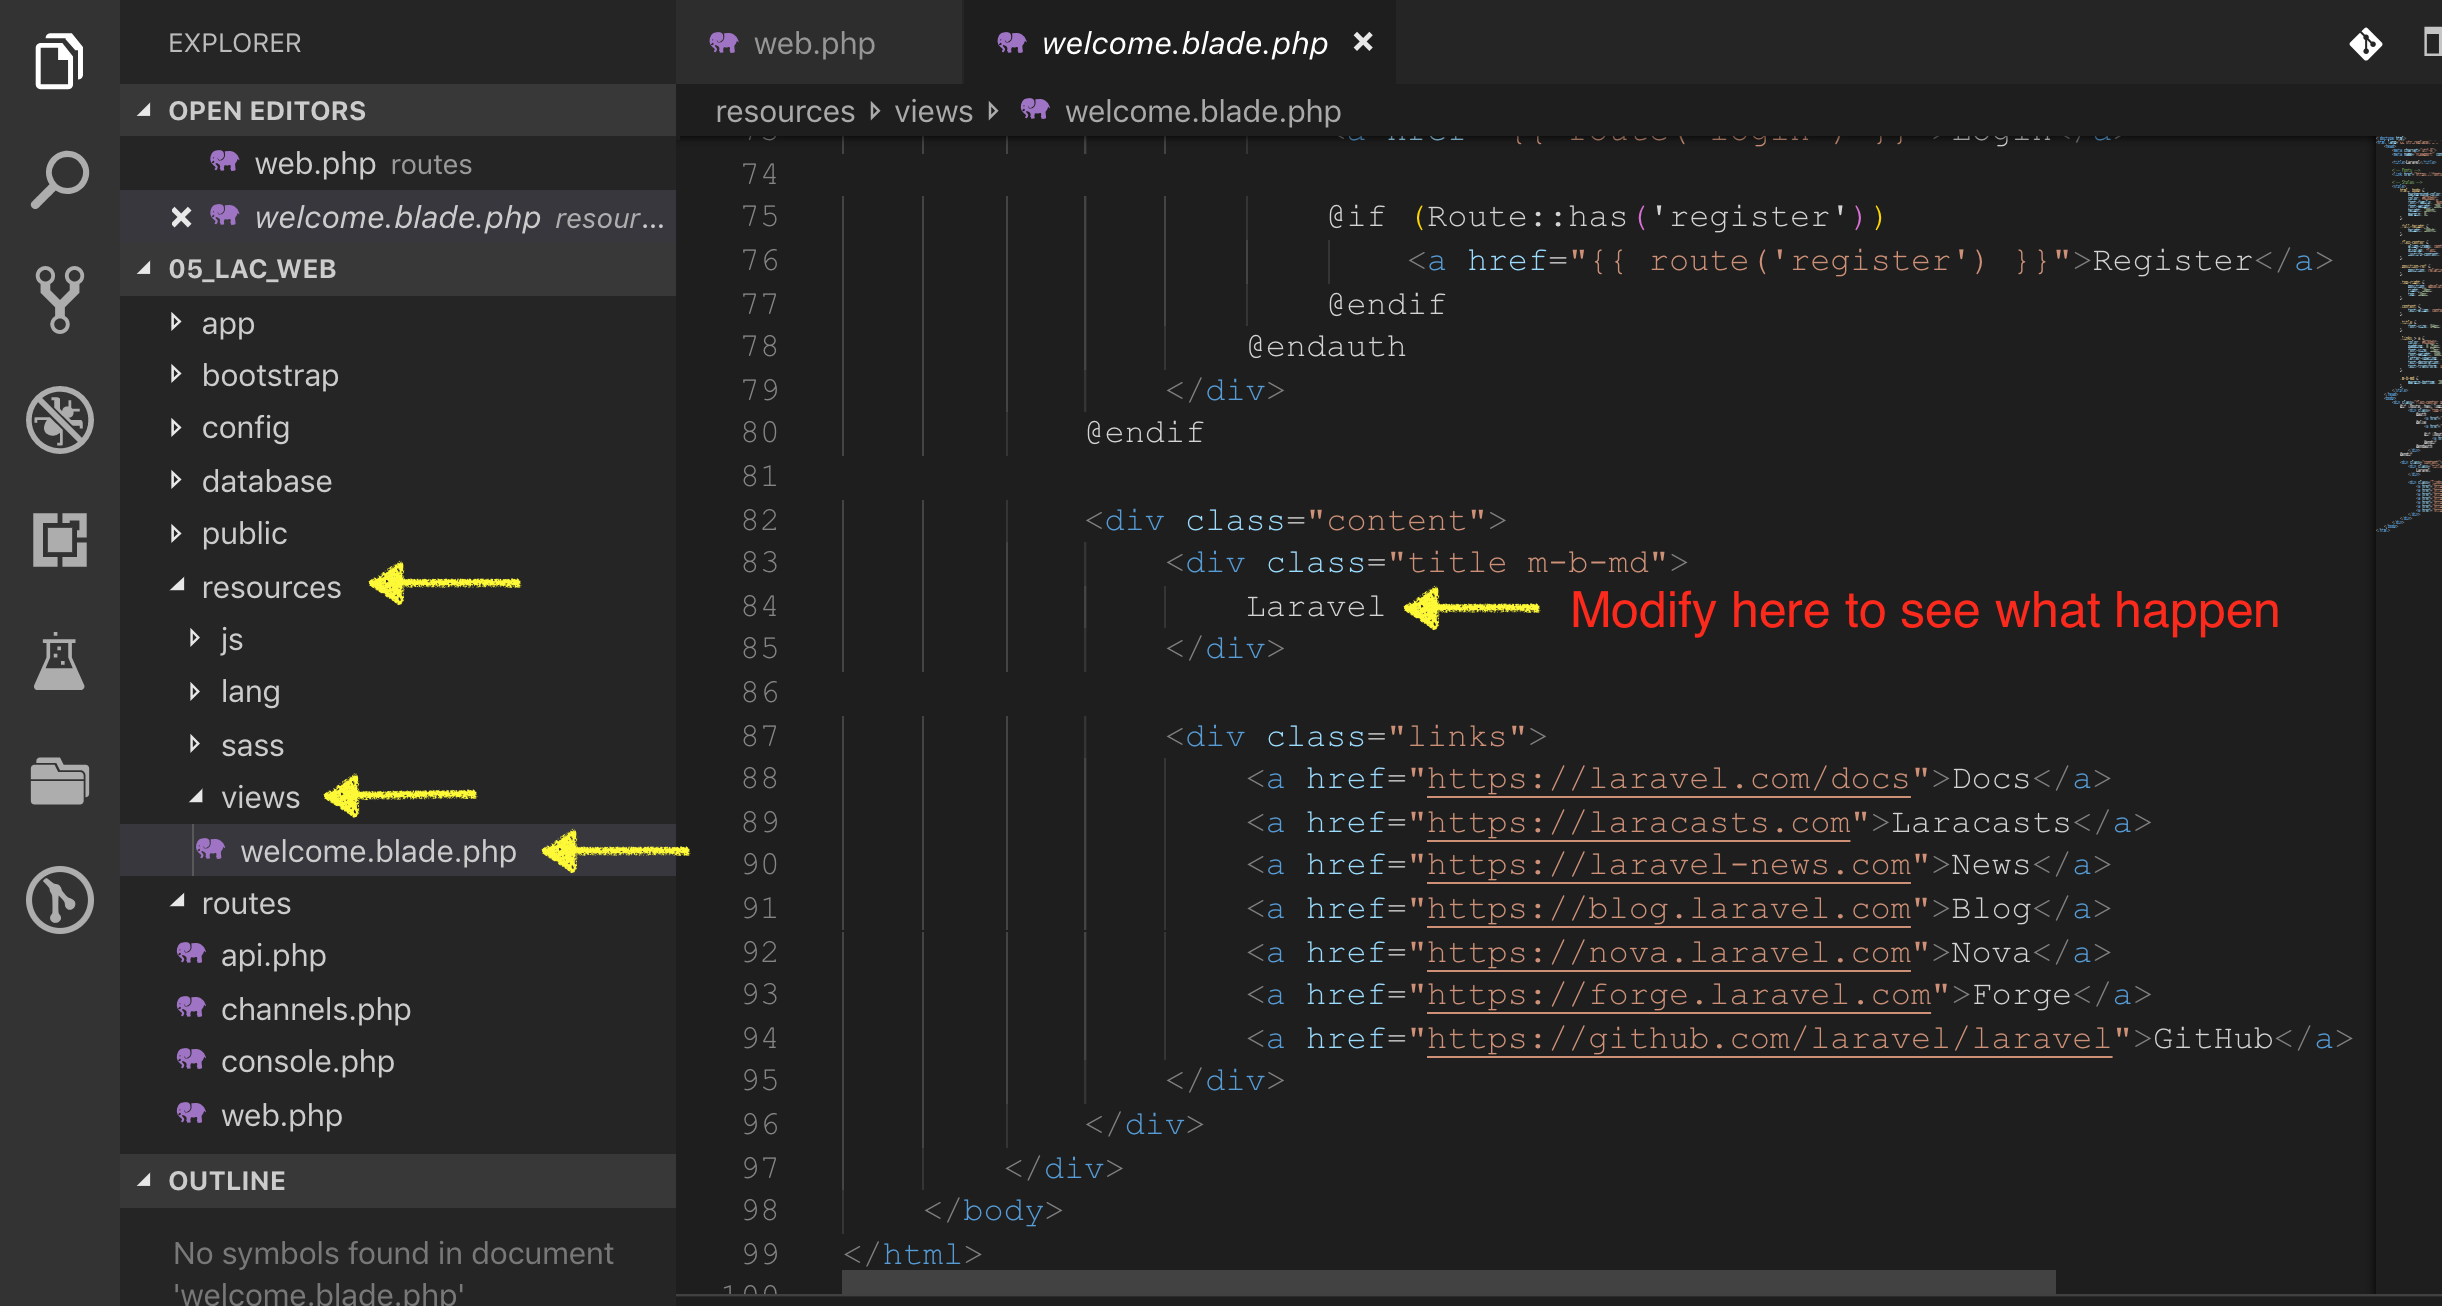 EXPLORER
OPEN EDITORS
web.php routes
welcome.blade.php resour...
05_LAC_WEB
app
bootstrap
config
database
public
resources
js
lang
sass
views
welcome.blade.php
routes
api.php
channels.php
console.php
web.php
OUTLINE
No symbols found in document
'welcome.blade.php'
web.php
welcome.blade.php
resources views welcome.blade.php
74
75 @if (Route::has('register'))
76 <a href="{{ route('register') }}">Register</a>
77 @endif
78 @endauth
79 </div>
80 @endif
81
82 <div class="content">
83 <div class="title m-b-md">
84 Laravel Modify here to see what happen
85 </div>
86
87 <div class="links">
88 <a href="https://laravel.com/docs">Docs</a>
89 <a href="https://laracasts.com">Laracasts</a>
90 <a href="https://laravel-news.com">News</a>
91 <a href="https://blog.laravel.com">Blog</a>
92 <a href="https://nova.laravel.com">Nova</a>
93 <a href="https://forge.laravel.com">Forge</a>
94 <a href="https://github.com/laravel/laravel">GitHub</a>
95 </div>
96 </div>
97 </div>
98 </body>
99 </html>
100